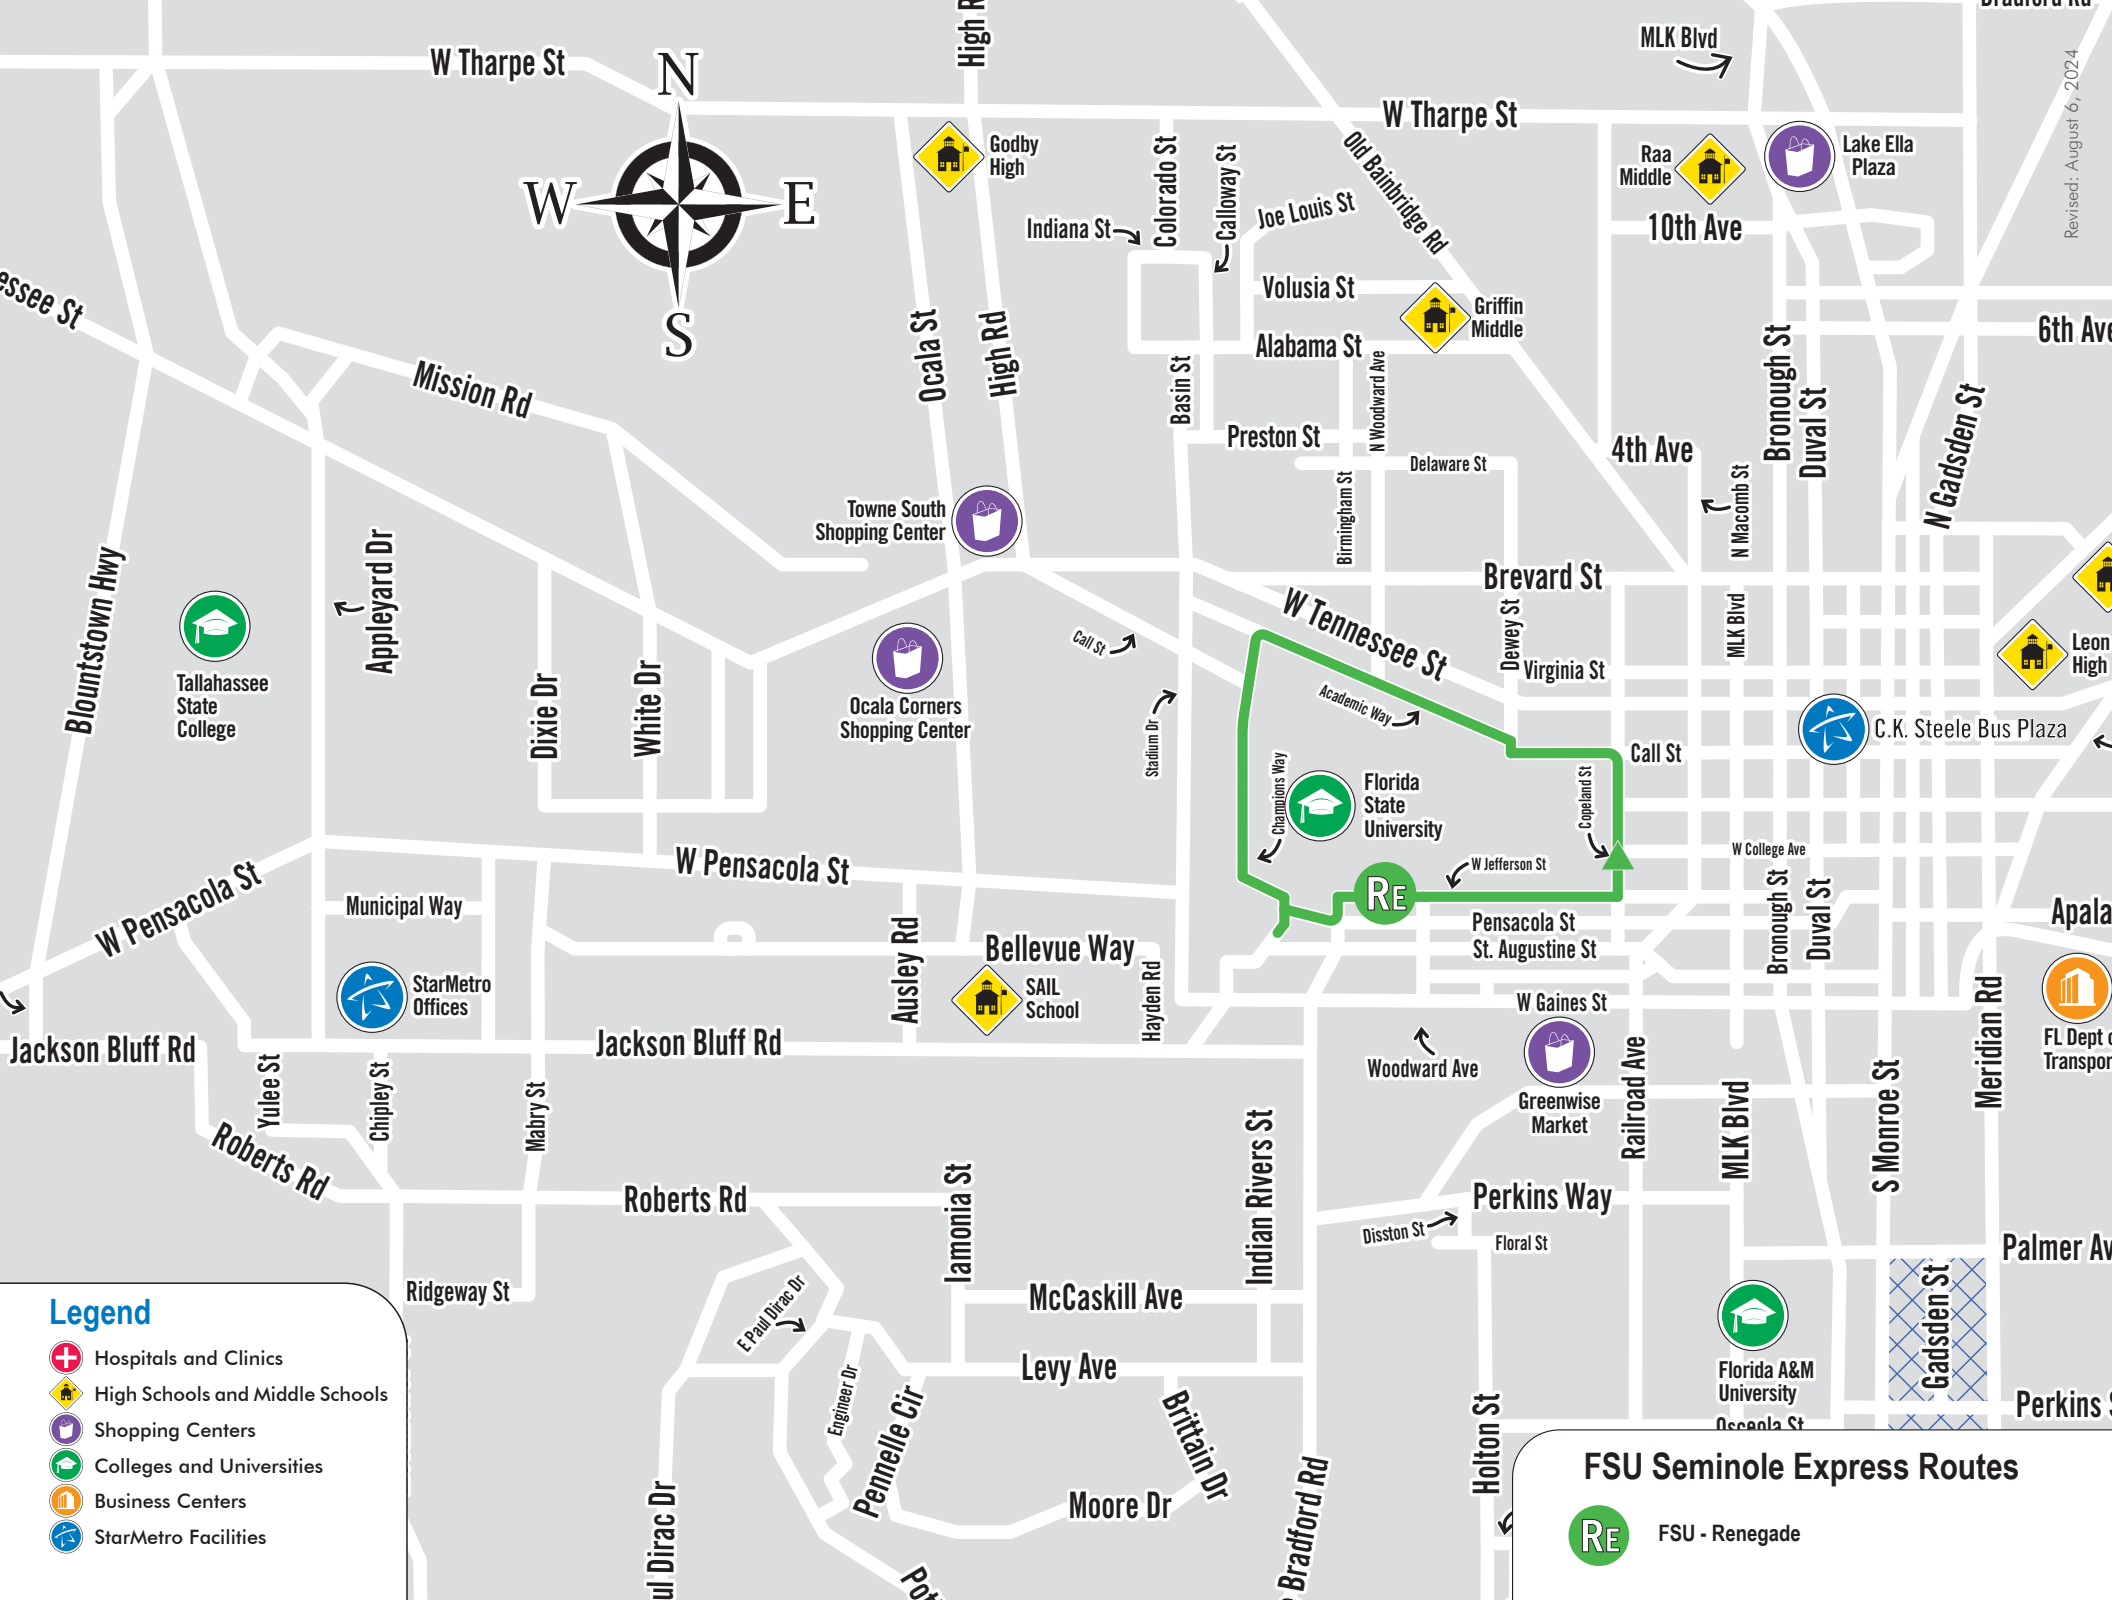 Bradford Rd
MLK Blvd
High R
W Tharpe St
N
W
E
S
W Tharpe St
Revised: August 6, 2024
Godby
High
Colorado St
Calloway St
Old Bainbridge Rd
Raa
Middle
Lake Ella
Plaza
Indiana St
Joe Louis St
10th Ave
Volusia St
essee St
Griffin
Middle
6th Ave
Alabama St
Ocala St
High Rd
Mission Rd
Basin St
N Woodward Ave
Bronough St
Duval St
N Gadsden St
Preston St
4th Ave
Delaware St
Birmingham St
N Macomb St
Towne South
Shopping Center
Blountstown Hwy
Appleyard Dr
Brevard St
W Tennessee St
Dewey St
MLK Blvd
Call St
Virginia St
Leon
High
Tallahassee
State
College
Dixie Dr
White Dr
Ocala Corners
Shopping Center
Stadium Dr
Academic Way
C.K. Steele Bus Plaza
Call St
Champions Way
Florida
State
University
Copeland St
W Pensacola St
W College Ave
W Jefferson St
RE
W Pensacola St
Municipal Way
Pensacola St
St. Augustine St
Bronough St
Duval St
Apala
Ausley Rd
Bellevue Way
Hayden Rd
StarMetro
Offices
SAIL
School
W Gaines St
Meridian Rd
FL Dept o
Transpor
Jackson Bluff Rd
Jackson Bluff Rd
Woodward Ave
Greenwise
Market
Railroad Ave
MLK Blvd
S Monroe St
Yulee St
Chipley St
Mabry St
Roberts Rd
Roberts Rd
Iamonia St
Indian Rivers St
Perkins Way
Disston St
Floral St
Palmer Av
Ridgeway St
McCaskill Ave
E Paul Dirac Dr
Gadsden St
Levy Ave
Engineer Dr
Pennelle Cir
Brittain Dr
Florida A&M
University
Osceola St
Perkins S
Holton St
Moore Dr
ul Dirac Dr
Bradford Rd
Pot
Legend
Hospitals and Clinics
High Schools and Middle Schools
Shopping Centers
Colleges and Universities
Business Centers
StarMetro Facilities
FSU Seminole Express Routes
RE
FSU - Renegade